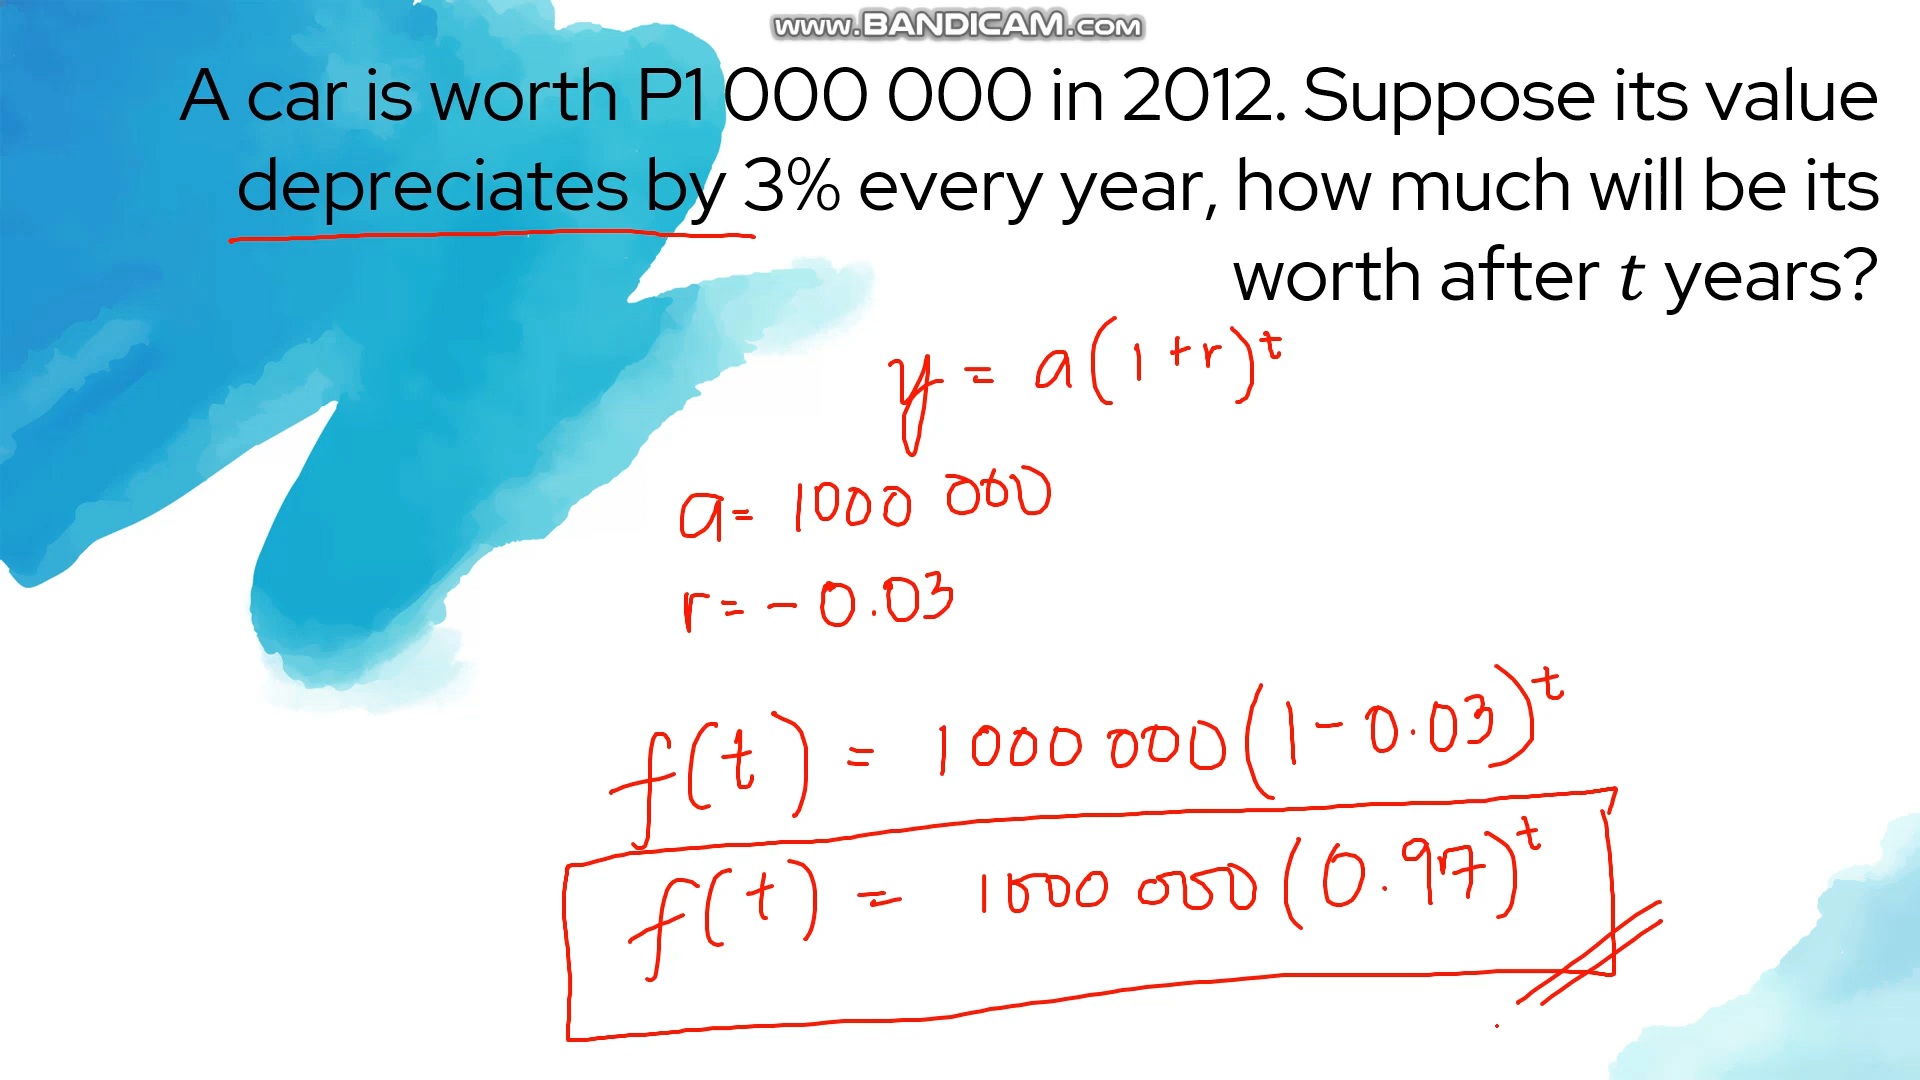 www.BANDICAM.com
A car is worth P1 000 000 in 2012. Suppose its value
depreciates by 3% every year, how much will be its
worth after t years?
y = a(1+r)^t
a= 1000 000
r= -0.03
f(t) = 1000 000(1-0.03)^t
f(t) = 1000 000(0.97)^t